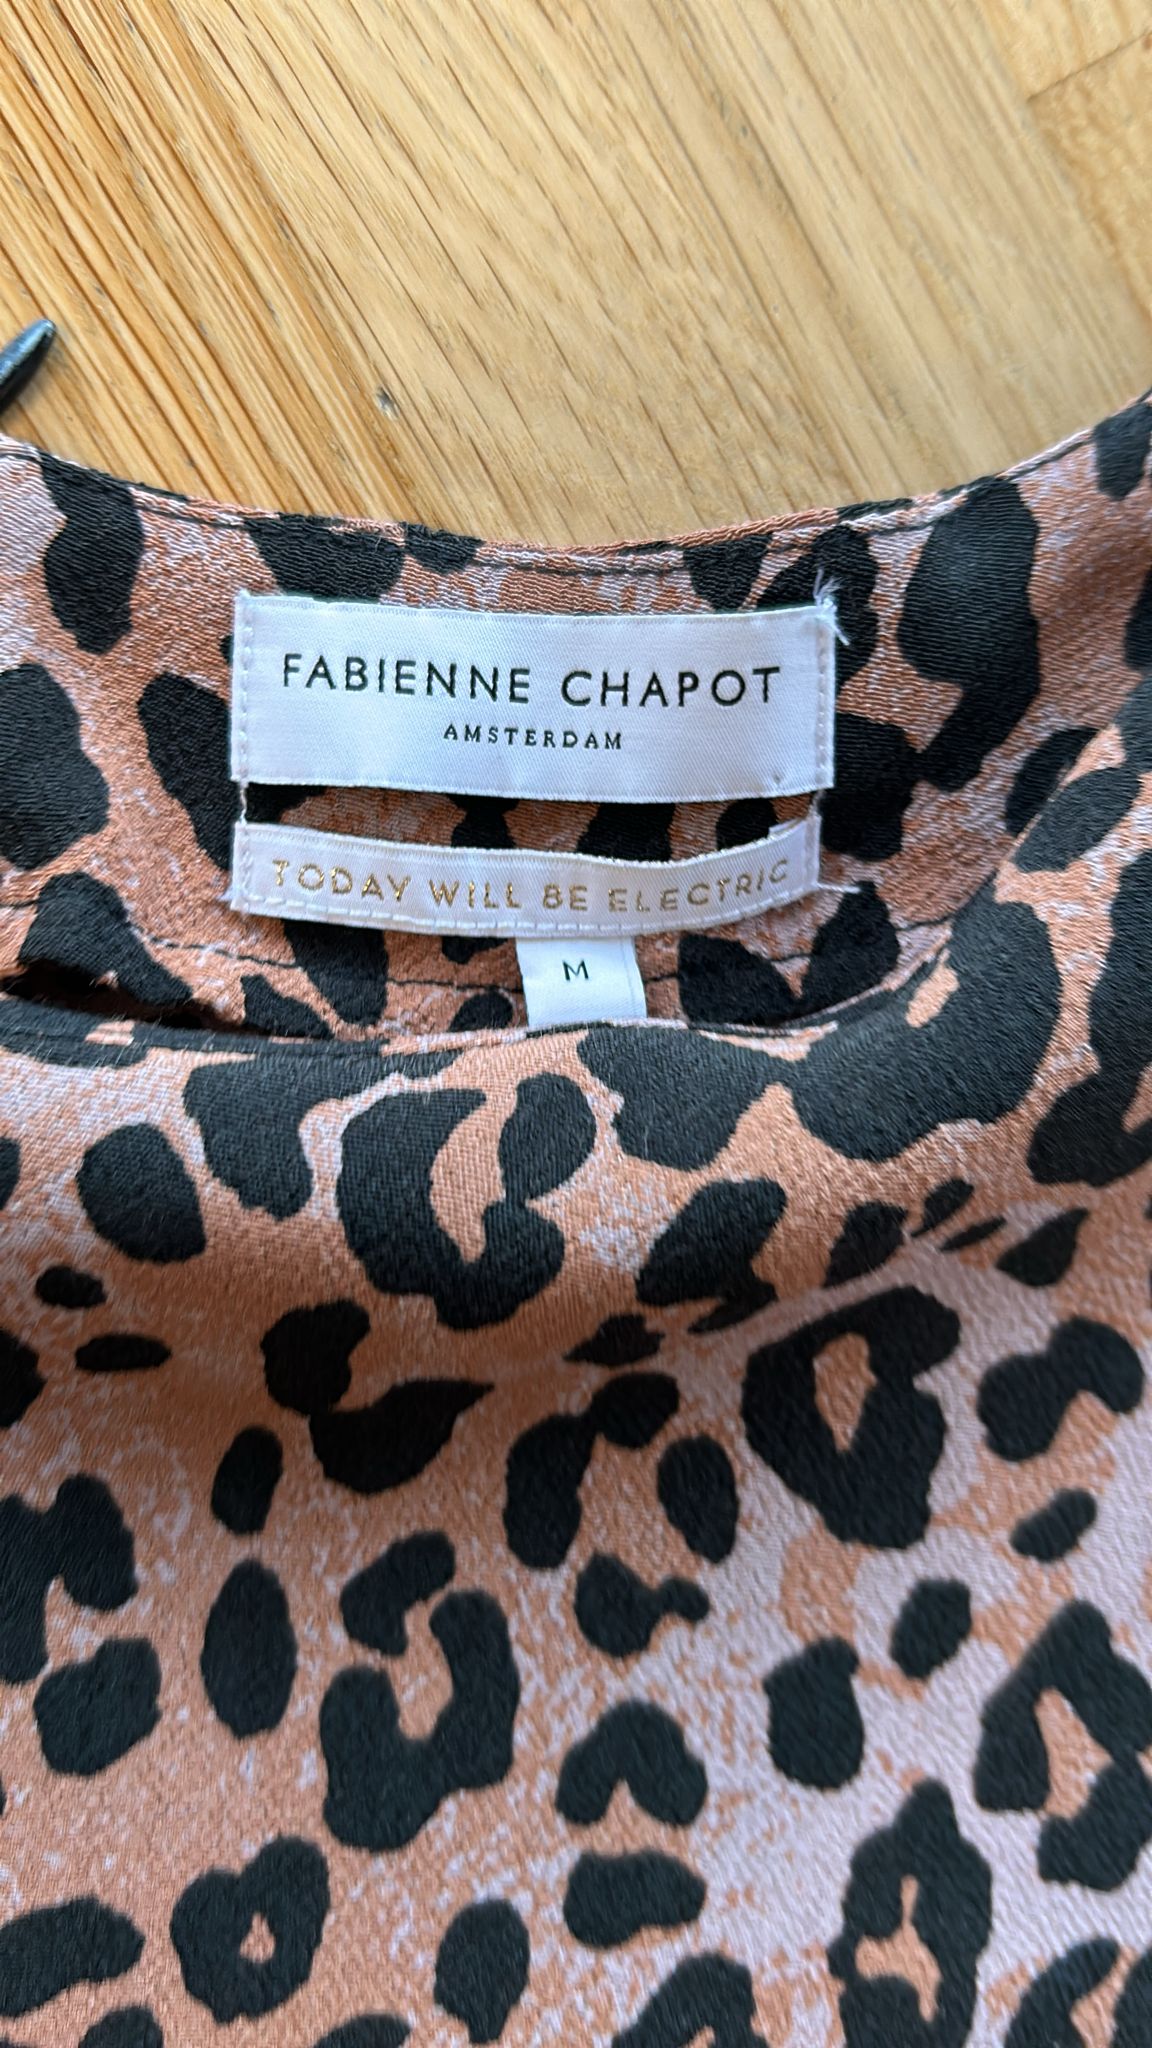 FABIENNE CHAPOT
AMSTERDAM
TODAY WILL BE ELECTRIC
M